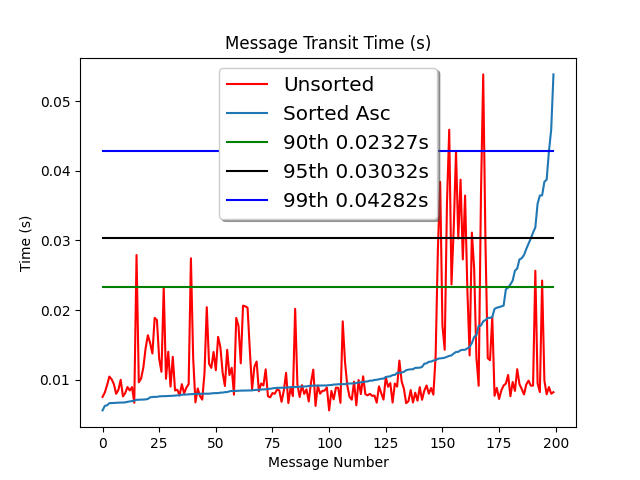 Message Transit Time (s)
Unsorted
Sorted Asc
90th 0.02327s
95th 0.03032s
99th 0.04282s
0.05
0.04
0.03
0.02
0.01
Time (s)
0 25 50 75 100 125 150 175 200
Message Number